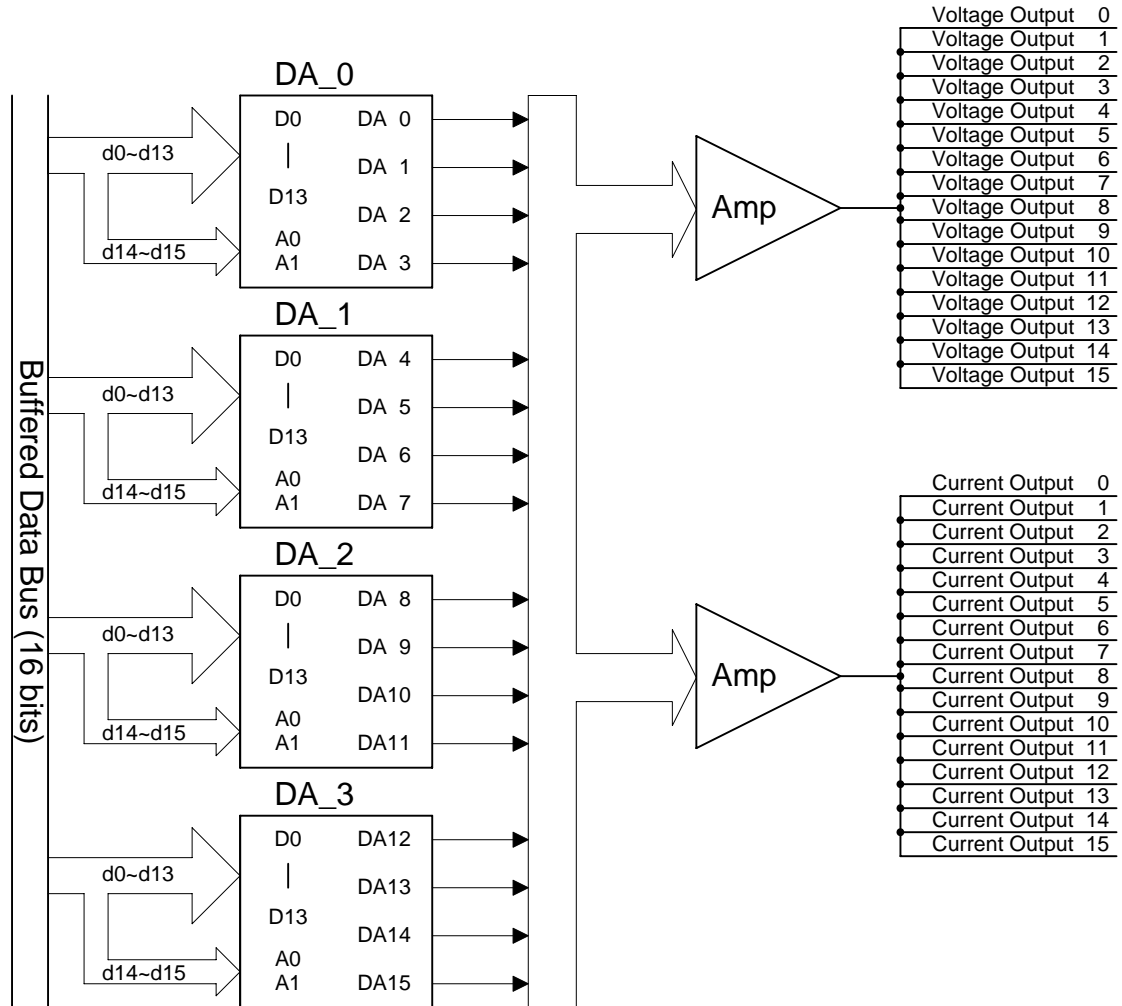 Buffered Data Bus (16 bits)
DA_0
d0~d13
d14~d15
D0
|
D13
A0
A1
DA 0
DA 1
DA 2
DA 3
DA_1
d0~d13
d14~d15
D0
|
D13
A0
A1
DA 4
DA 5
DA 6
DA 7
DA_2
d0~d13
d14~d15
D0
|
D13
A0
A1
DA 8
DA 9
DA10
DA11
DA_3
d0~d13
d14~d15
D0
|
D13
A0
A1
DA12
DA13
DA14
DA15
Amp
Voltage Output 0
Voltage Output 1
Voltage Output 2
Voltage Output 3
Voltage Output 4
Voltage Output 5
Voltage Output 6
Voltage Output 7
Voltage Output 8
Voltage Output 9
Voltage Output 10
Voltage Output 11
Voltage Output 12
Voltage Output 13
Voltage Output 14
Voltage Output 15
Amp
Current Output 0
Current Output 1
Current Output 2
Current Output 3
Current Output 4
Current Output 5
Current Output 6
Current Output 7
Current Output 8
Current Output 9
Current Output 10
Current Output 11
Current Output 12
Current Output 13
Current Output 14
Current Output 15